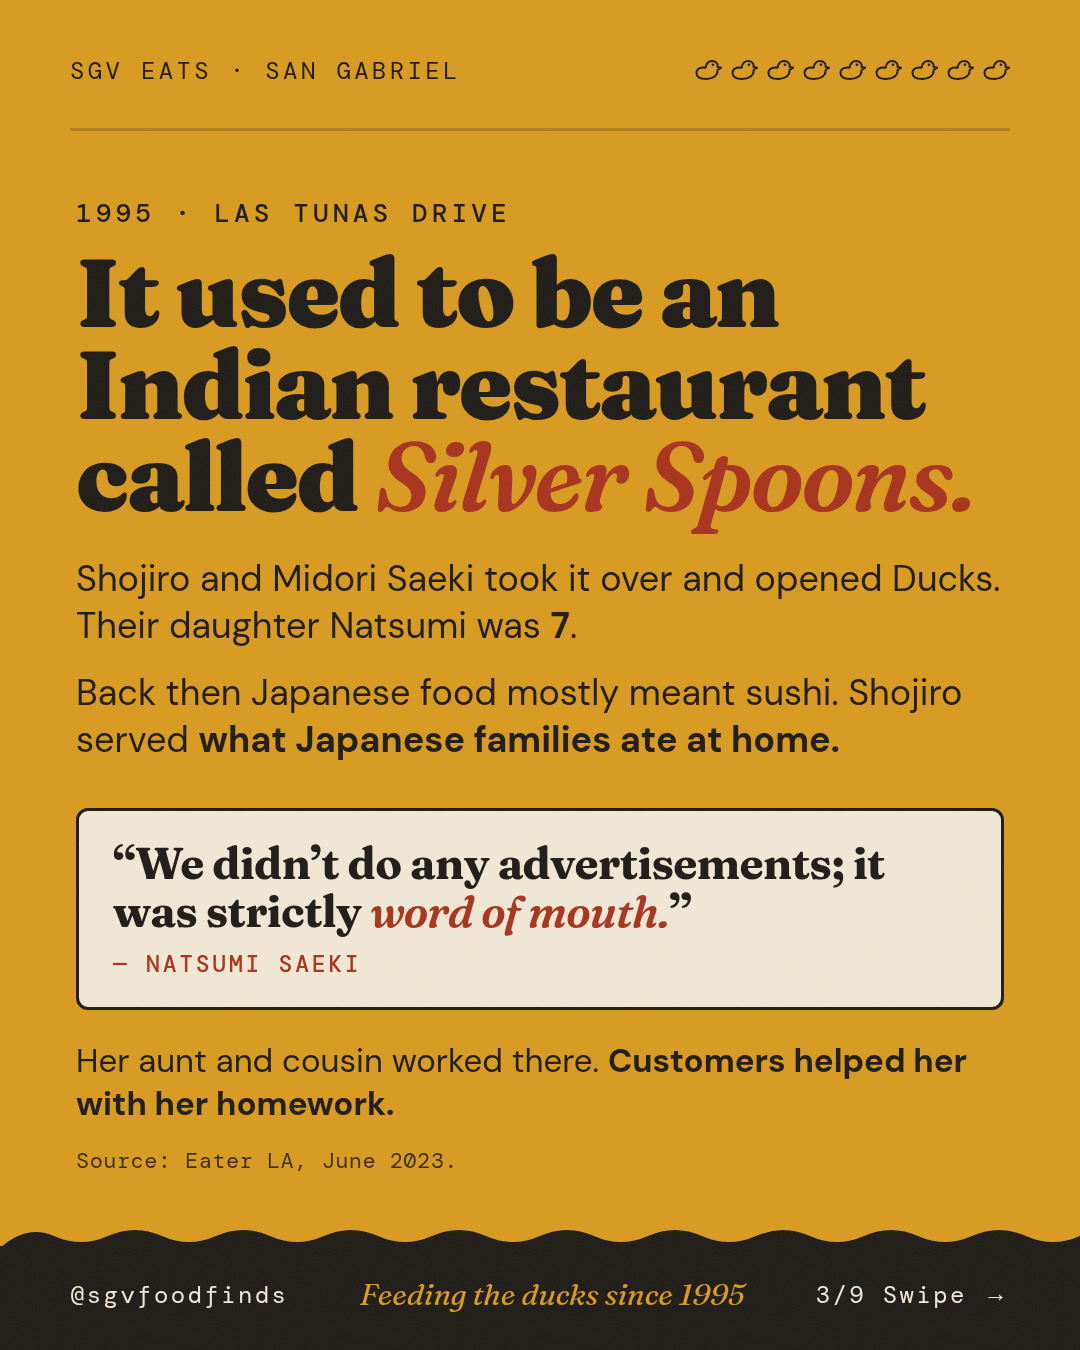 SGV EATS · SAN GABRIEL
1995 · LAS TUNAS DRIVE
It used to be an
Indian restaurant
called Silver Spoons.
Shojiro and Midori Saeki took it over and opened Ducks.
Their daughter Natsumi was 7.
Back then Japanese food mostly meant sushi. Shojiro
served what Japanese families ate at home.
“We didn’t do any advertisements; it
was strictly word of mouth.”
— NATSUMI SAEKI
Her aunt and cousin worked there. Customers helped her
with her homework.
Source: Eater LA, June 2023.
@sgvfoodfinds
Feeding the ducks since 1995
3/9 Swipe →